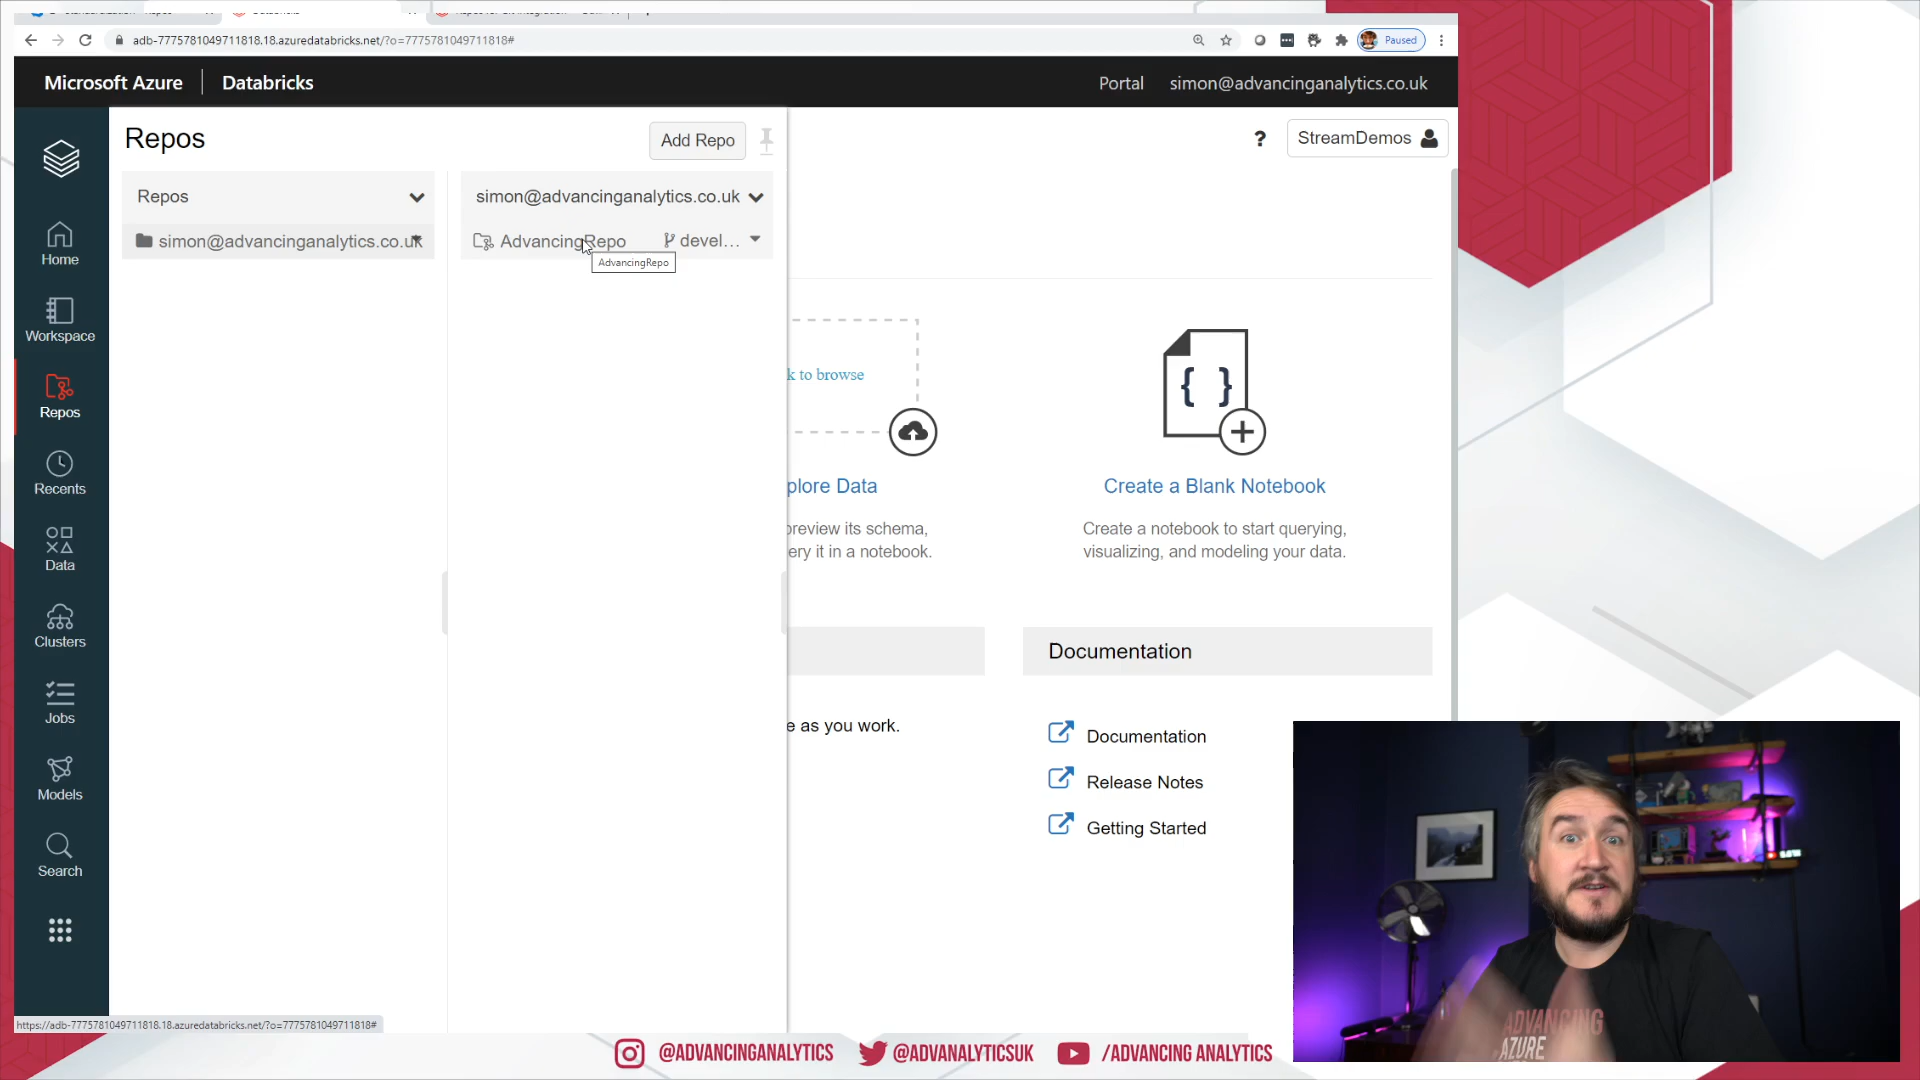 adb-7775781049711818.18.azuredatabricks.net/?o=7775781049711818#
Paused
Microsoft Azure
Databricks
Portal
simon@advancinganalytics.co.uk
Repos
Add Repo
?
StreamDemos
Repos
simon@advancinganalytics.co.uk
simon@advancinganalytics.co.uk
AdvancingRepo
devel...
AdvancingRepo
Home
Workspace
Repos
Recents
Data
Clusters
Jobs
Models
Search
k to browse
{ }
plore Data
Create a Blank Notebook
preview its schema,
ery it in a notebook.
Create a notebook to start querying,
visualizing, and modeling your data.
Documentation
e as you work.
Documentation
Release Notes
Getting Started
https://adb-7775781049711818.18.azuredatabricks.net/?o=7775781049711818#
@ADVANCINGANALYTICS
@ADVANALYTICSUK
/ADVANCING ANALYTICS
ADVANCING
AZURE